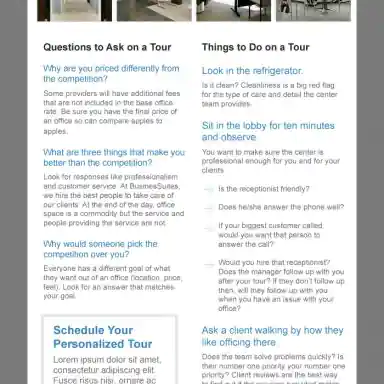 Questions to Ask on a Tour
Why are you priced differently from
the competition?
Some providers will have additional fees
that are not included in the base office
rate. Be sure you have the final price of
an office so can compare apples to
apples.
What are three things that make you
better than the competition?
Look for responses like professionalism
and customer service. At BusinesSuites,
we hire the best people to take care of
our clients. At the end of the day, office
space is a commodity but the service and
people providing the service are not.
Why would someone pick the
competition over you?
Everyone has a different goal of what
they want out of an office (location, price,
feel). Look for an answer that matches
your goal.
Schedule Your
Personalized Tour
Lorem ipsum dolor sit amet,
consectetur adipiscing elit.
Fusce risus nisi, ornare ac
Things to Do on a Tour
Look in the refrigerator.
Is it clean? Cleanliness is a big red flag
for the type of care and detail the center
team provides.
Sit in the lobby for ten minutes
and observe
You want to make sure the center is
professional enough for you and for your
clients
Is the receptionist friendly?
Does he/she answer the phone well?
If your biggest customer called
would you want that person to
answer the call?
Would you hire that receptionist?
Does the manager follow up with you
after your tour? If they don't follow up
then, will they follow up with you
when you have an issue with your
office?
Ask a client walking by how they
like officing there
Does the team solve problems quickly? Is
their number one priority your number one
priority? Client reviews are the best way